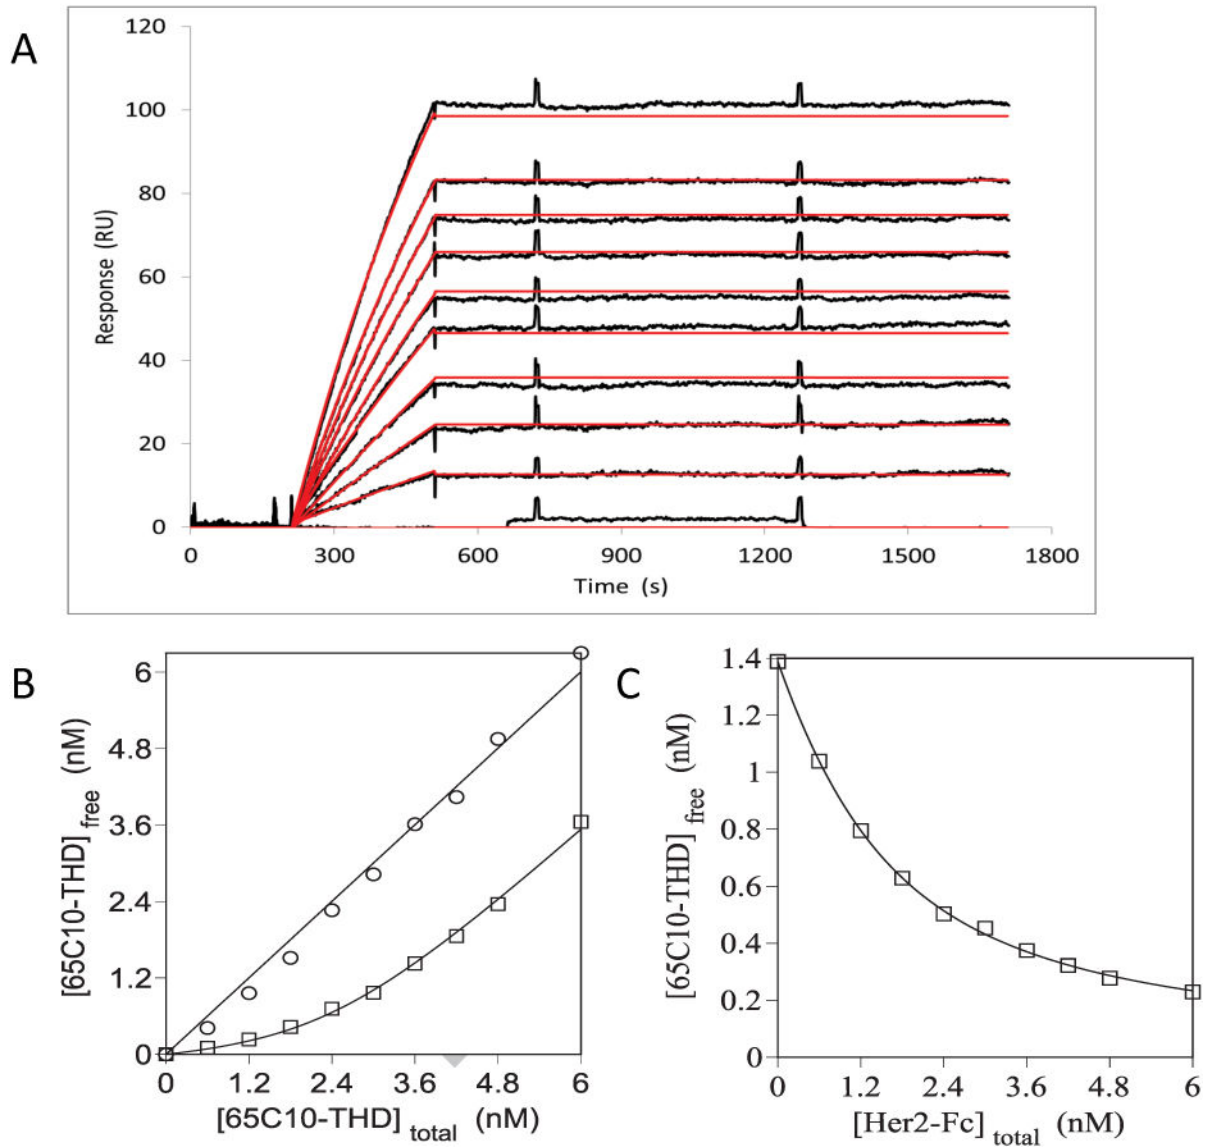 A
120
100
80
60
40
20
0
Response (RU)
0 300 600 900 1200 1500 1800
Time (s)
B
6
4.8
3.6
2.4
1.2
0
[65C10-THD] free (nM)
0 1.2 2.4 3.6 4.8 6
[65C10-THD] total (nM)
C
1.4
1.2
1
0.8
0.6
0.4
0.2
0
[65C10-THD] free (nM)
0 1.2 2.4 3.6 4.8 6
[Her2-Fc] total (nM)